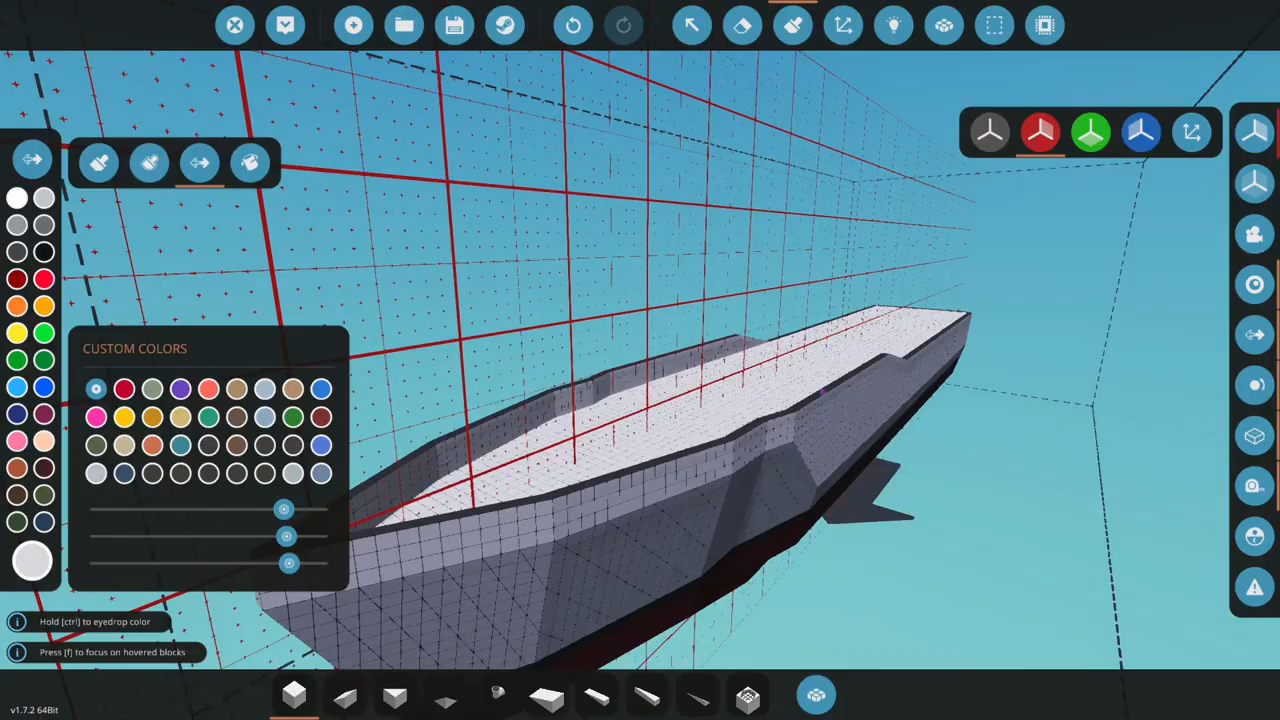 CUSTOM COLORS
Hold [ctrl] to eyedrop color
Press [f] to focus on hovered blocks
v1.7.2 64Bit